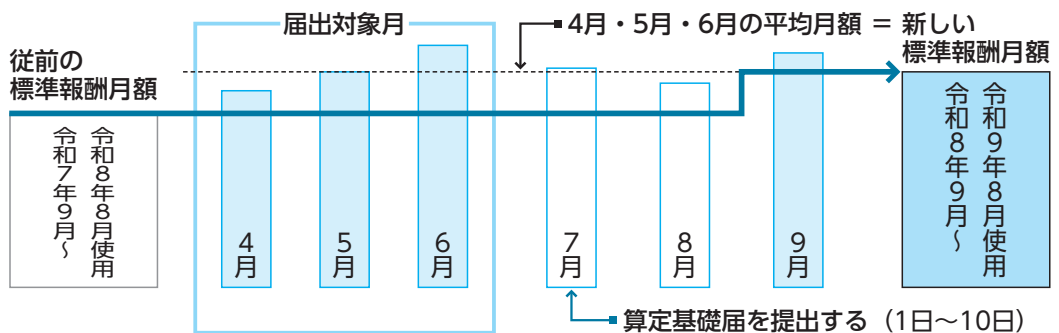 届出対象月
4月・5月・6月の平均月額 ＝ 新しい
標準報酬月額
従前の
標準報酬月額
令和7年9月～
令和8年8月使用
4月
5月
6月
7月
8月
9月
令和8年9月～
令和9年8月使用
算定基礎届を提出する（1日～10日）